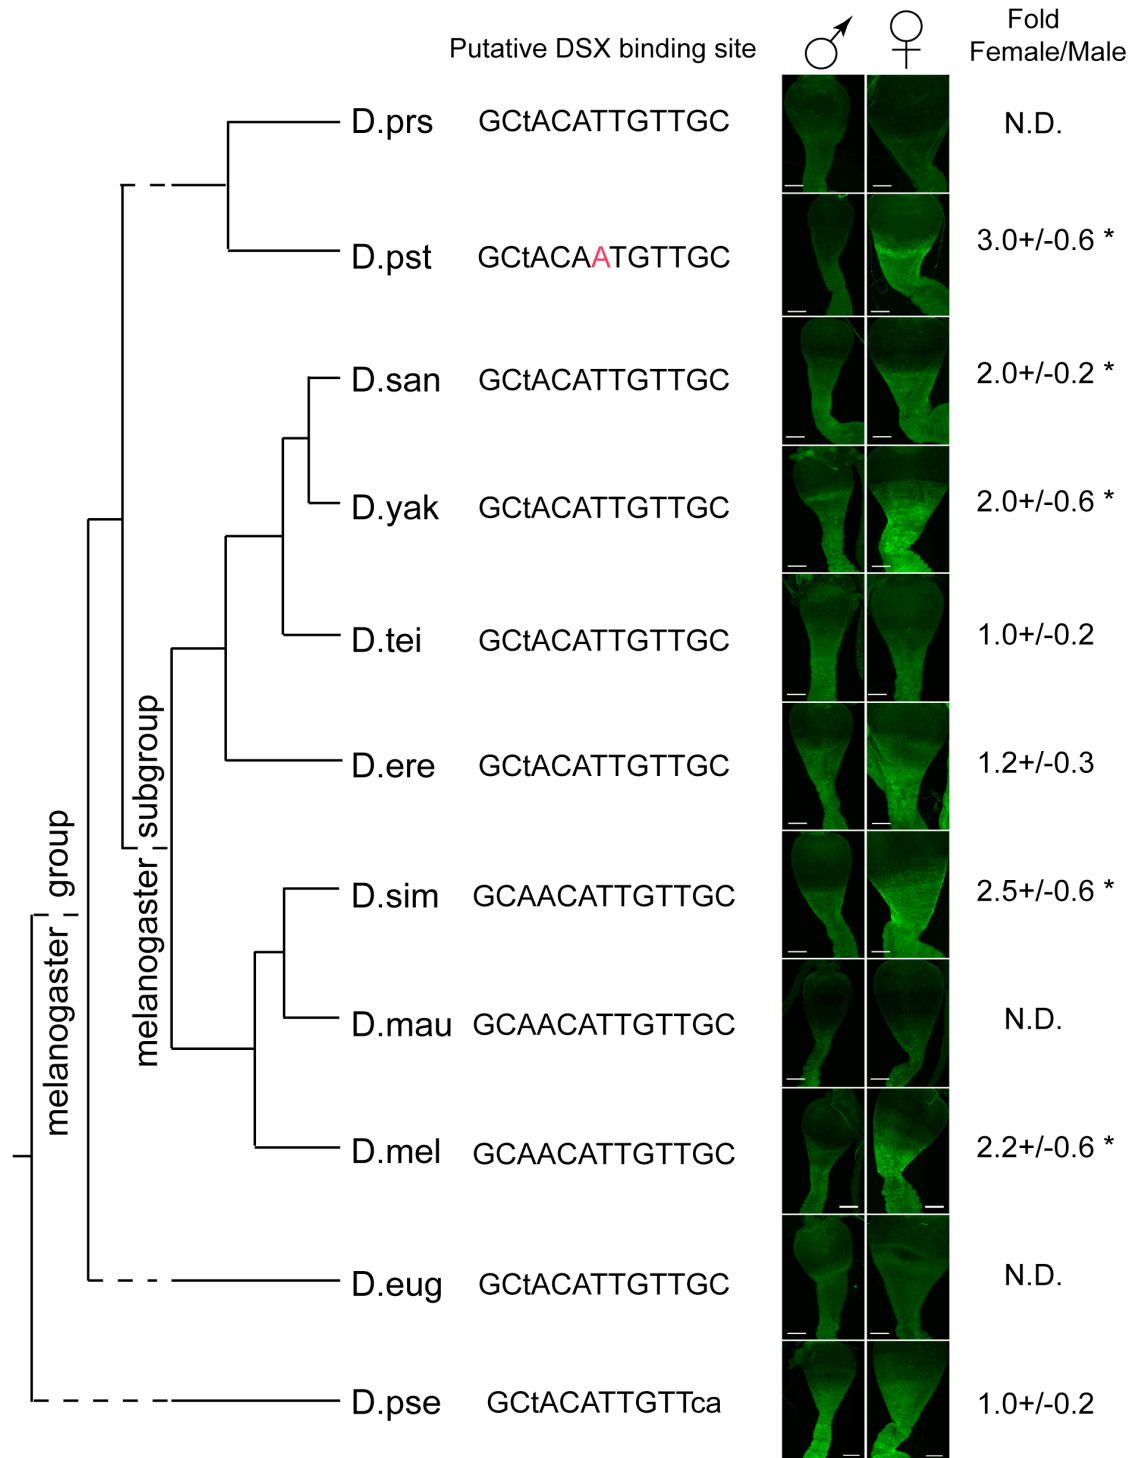 Putative DSX binding site
Fold
Female/Male
D.prs GCtACATTGTTGC N.D.
D.pst GCtACAATGTTGC 3.0+/-0.6 *
D.san GCtACATTGTTGC 2.0+/-0.2 *
D.yak GCtACATTGTTGC 2.0+/-0.6 *
D.tei GCtACATTGTTGC 1.0+/-0.2
D.ere GCtACATTGTTGC 1.2+/-0.3
D.sim GCAACATTGTTGC 2.5+/-0.6 *
D.mau GCAACATTGTTGC N.D.
D.mel GCAACATTGTTGC 2.2+/-0.6 *
D.eug GCtACATTGTTGC N.D.
D.pse GCtACATTGTTca 1.0+/-0.2
melanogaster group
melanogaster subgroup